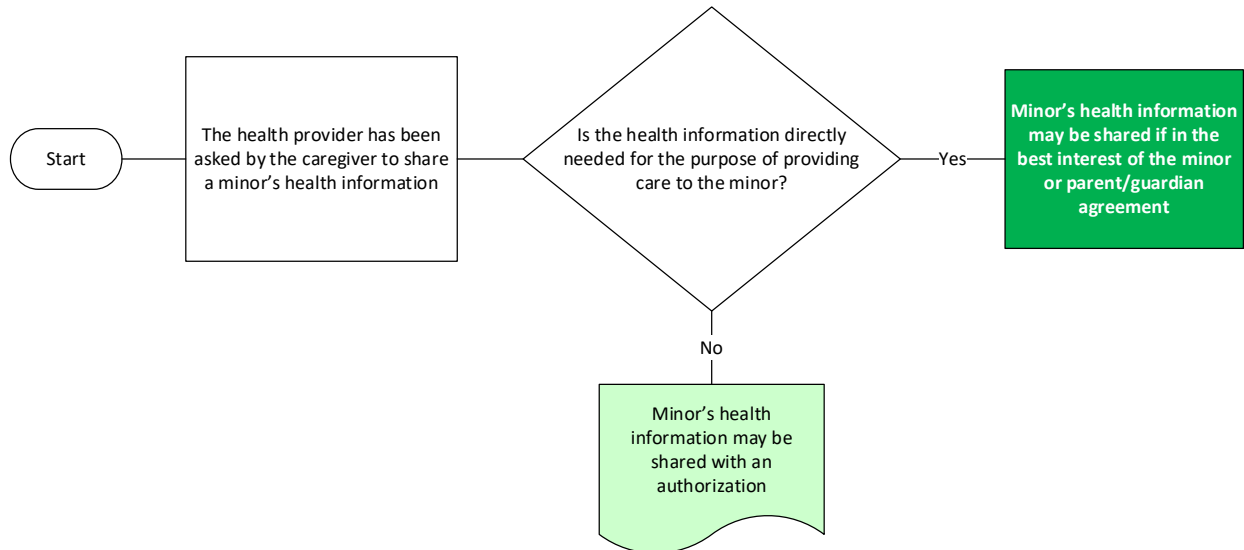 Start
The health provider has been
asked by the caregiver to share
a minor’s health information
Is the health information directly
needed for the purpose of providing
care to the minor?
Yes
Minor’s health information
may be shared if in the
best interest of the minor
or parent/guardian
agreement
No
Minor’s health
information may be
shared with an
authorization